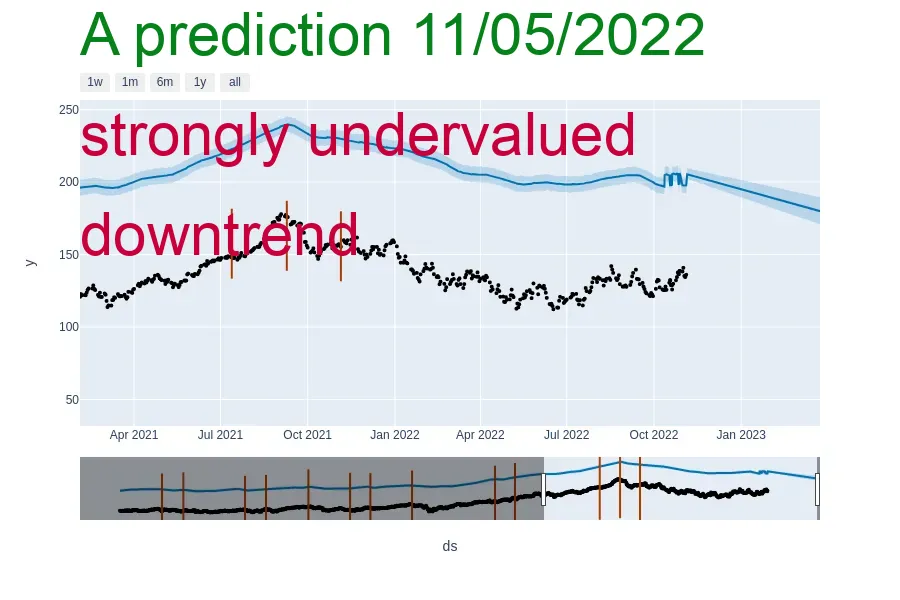 A prediction 11/05/2022
1w 1m 6m 1y all
250
strongly undervalued
200
downtrend
150
y
100
50
Apr 2021 Jul 2021 Oct 2021 Jan 2022 Apr 2022 Jul 2022 Oct 2022 Jan 2023
ds